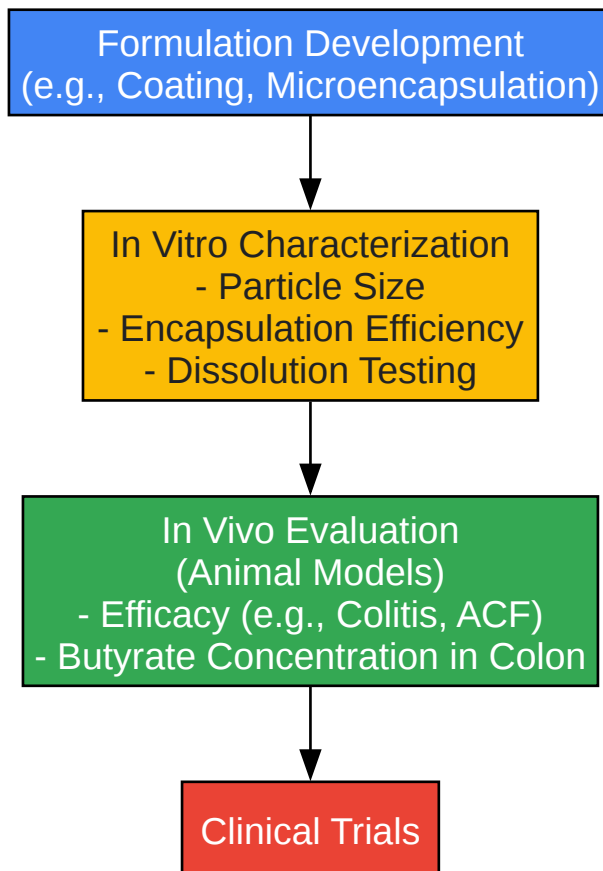 Formulation Development
(e.g., Coating, Microencapsulation)
In Vitro Characterization
- Particle Size
- Encapsulation Efficiency
- Dissolution Testing
In Vivo Evaluation
(Animal Models)
- Efficacy (e.g., Colitis, ACF)
- Butyrate Concentration in Colon
Clinical Trials